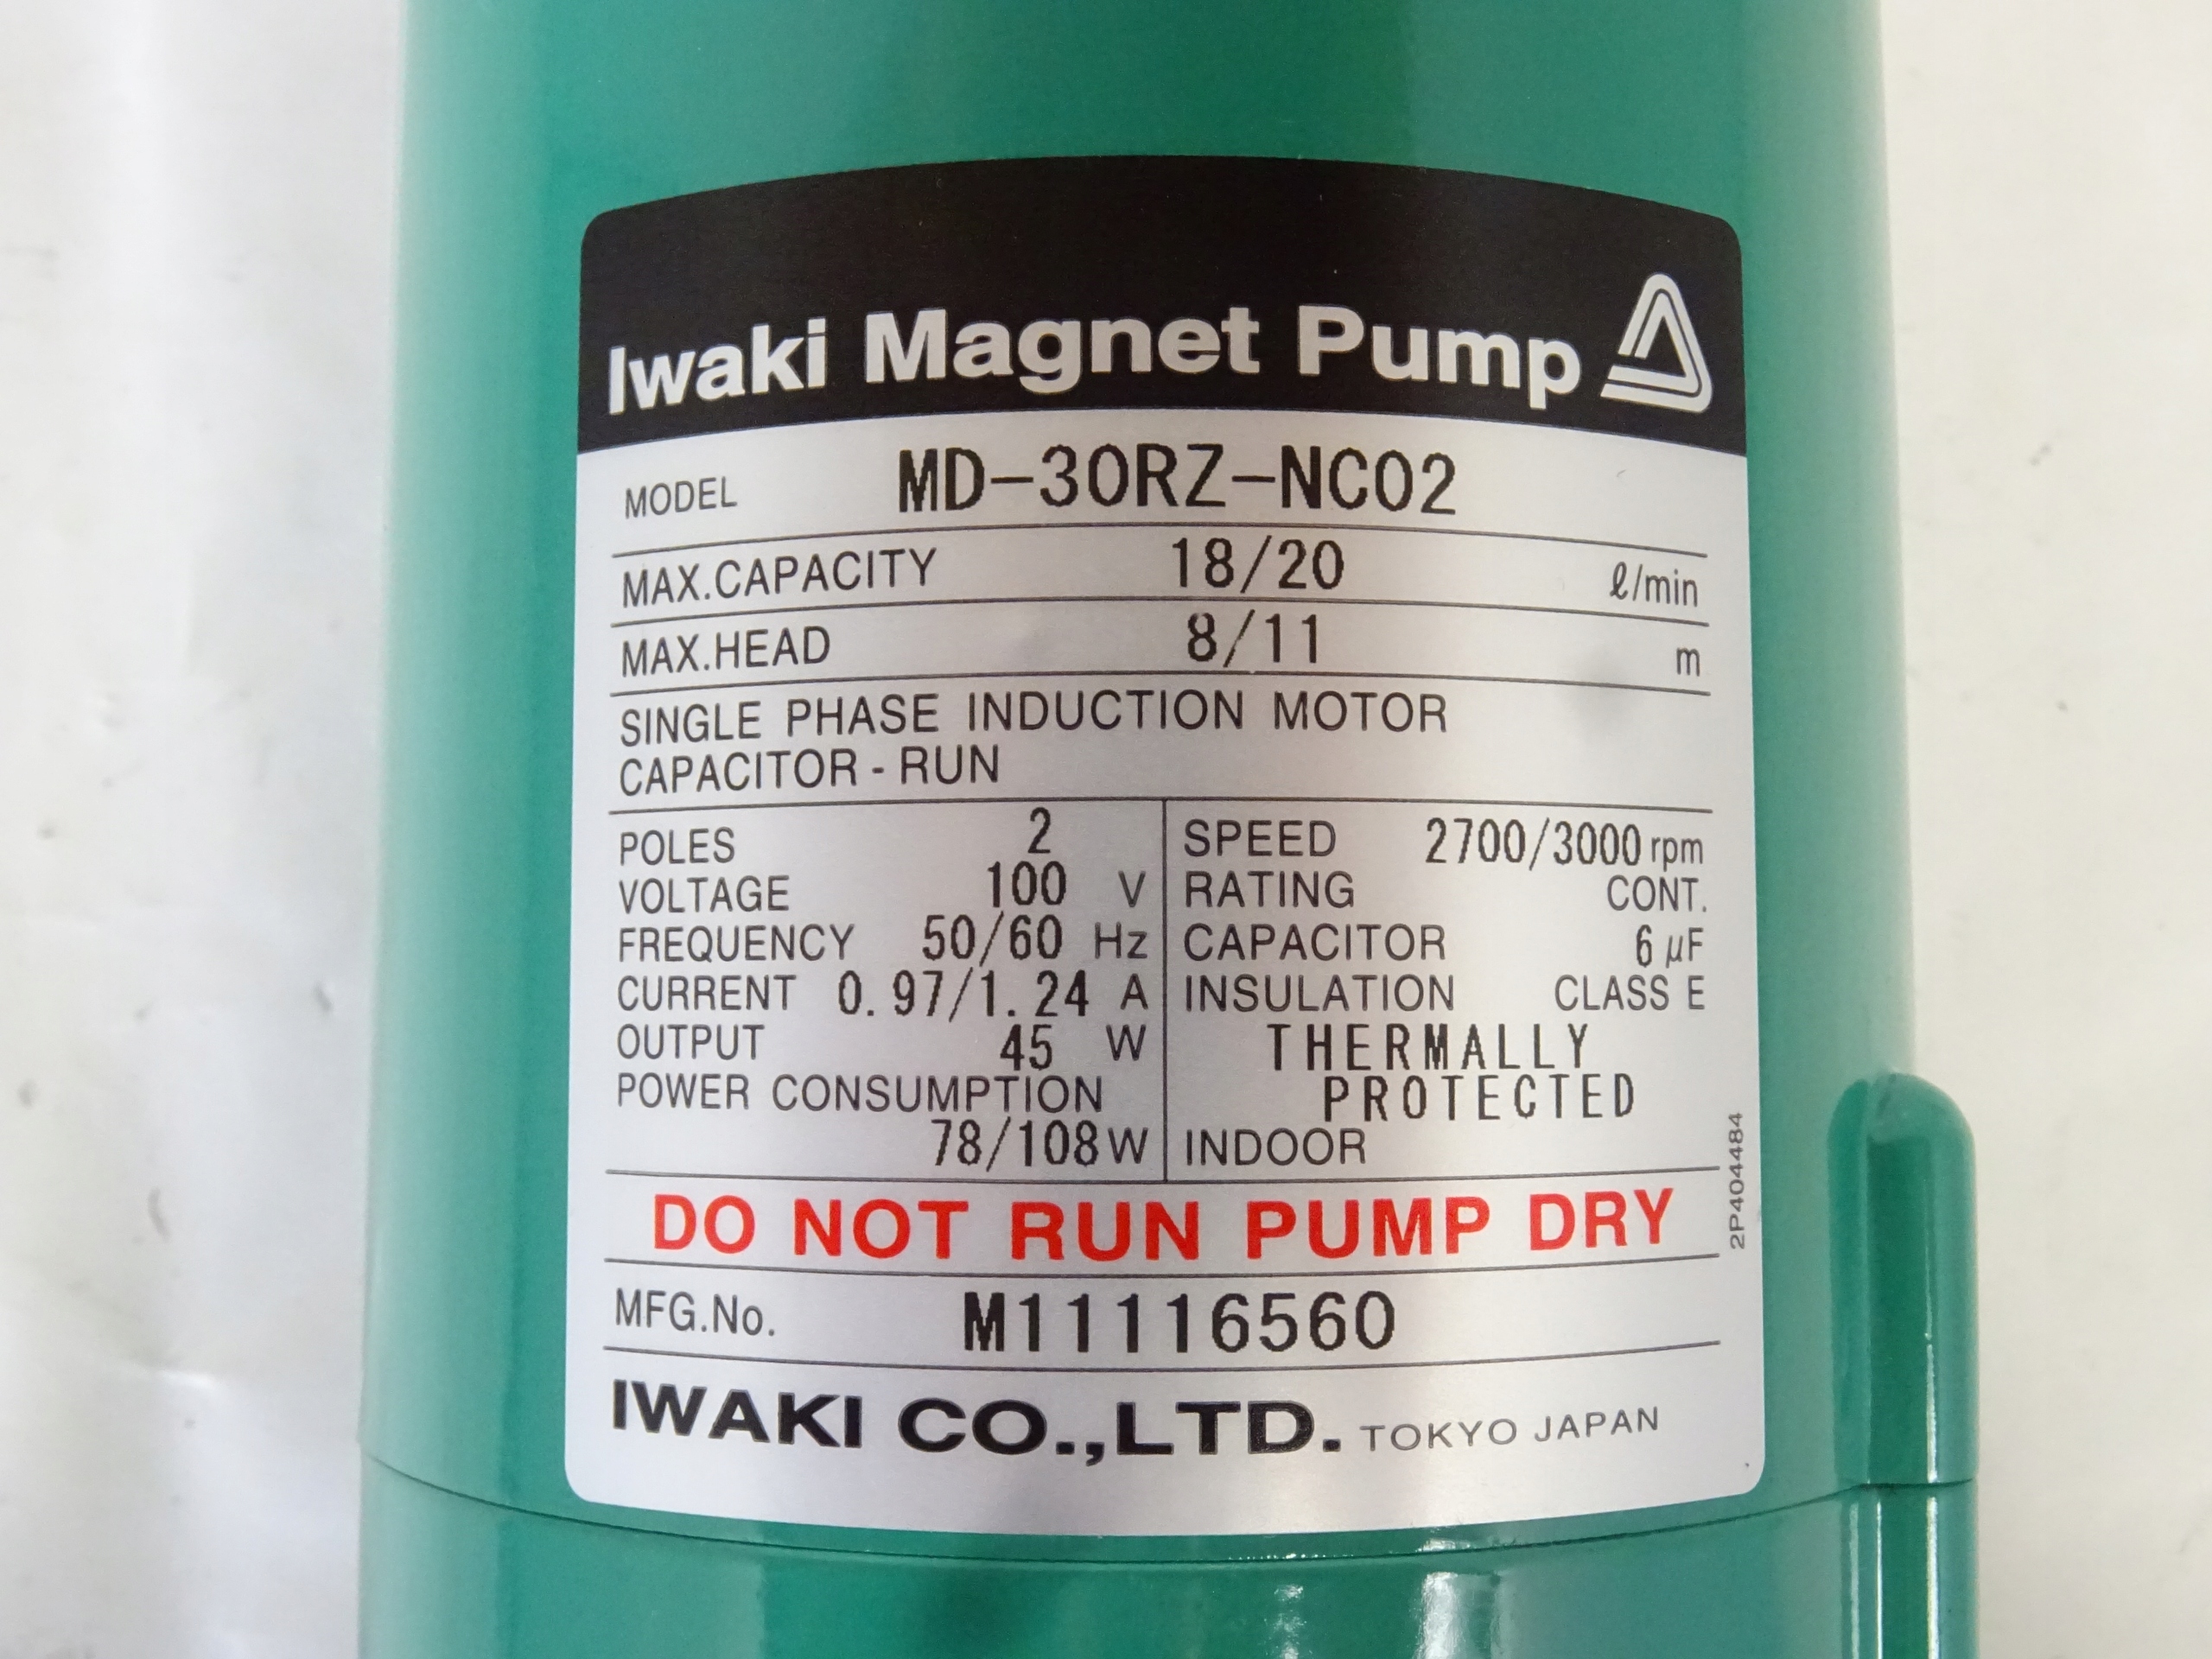 Iwaki Magnet Pump
MODEL MD-30RZ-NC02
MAX.CAPACITY 18/20 ℓ/min
MAX.HEAD 8/11 m
SINGLE PHASE INDUCTION MOTOR
CAPACITOR-RUN
POLES 2
VOLTAGE 100 V
FREQUENCY 50/60 Hz
CURRENT 0.97/1.24 A
OUTPUT 45 W
POWER CONSUMPTION
78/108 W
SPEED 2700/3000 rpm
RATING CONT.
CAPACITOR 6 μF
INSULATION CLASS E
THERMALLY
PROTECTED
INDOOR
2P404484
DO NOT RUN PUMP DRY
MFG.No. M11116560
IWAKI CO.,LTD. TOKYO JAPAN